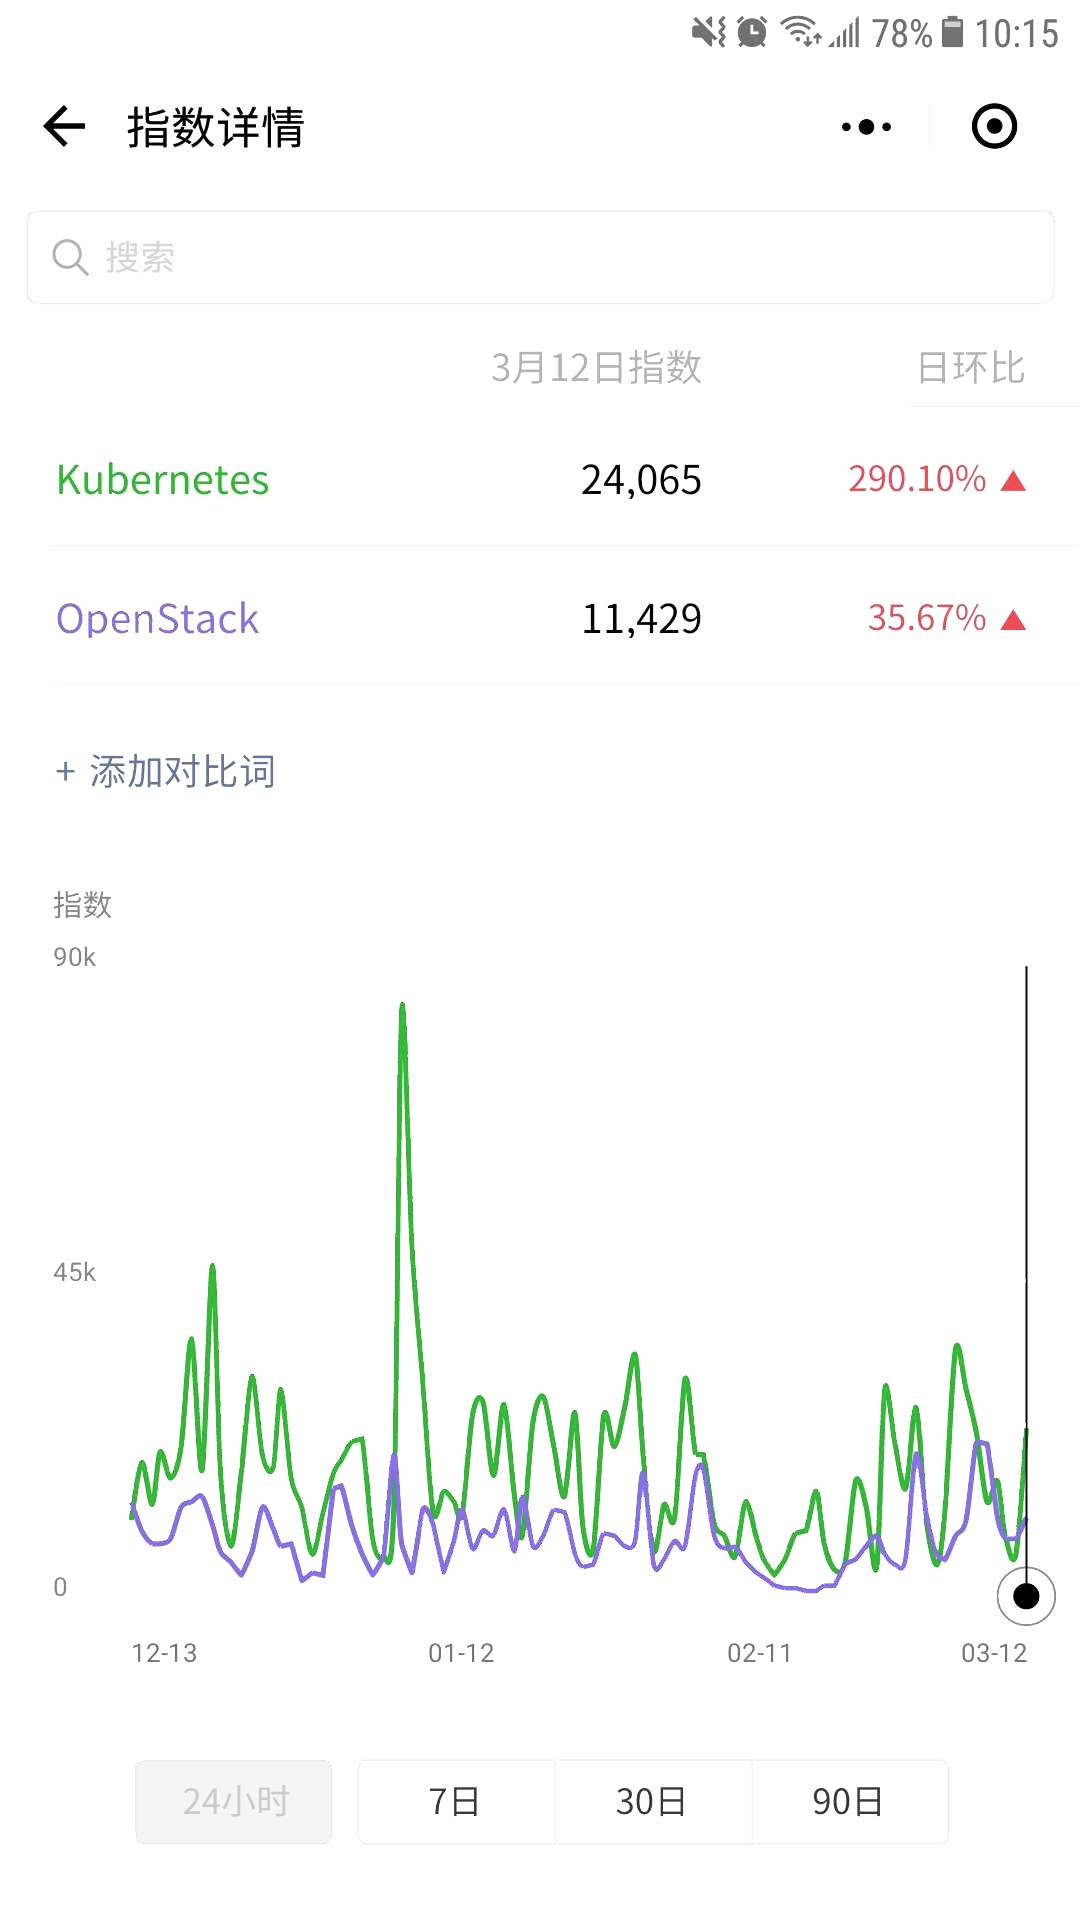 78% 10:15
指数详情
搜索
3月12日指数 日环比
Kubernetes 24,065 290.10%
OpenStack 11,429 35.67%
+ 添加对比词
指数
90k
45k
0
12-13 01-12 02-11 03-12
24小时 7日 30日 90日